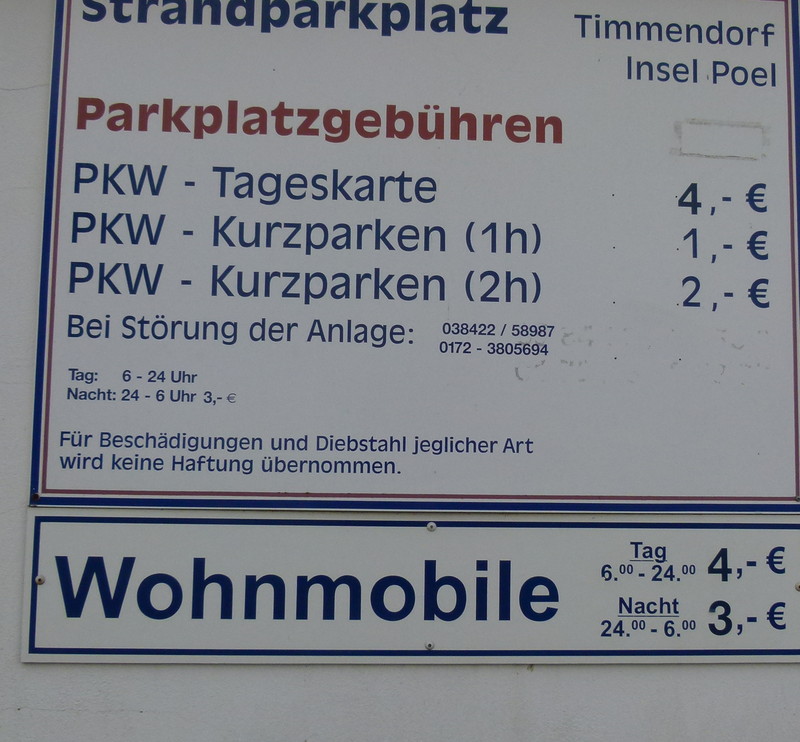 Strandparkplatz
Timmendorf
Insel Poel
Parkplatzgebühren
PKW - Tageskarte 4,- €
PKW - Kurzparken (1h) 1,- €
PKW - Kurzparken (2h) 2,- €
Bei Störung der Anlage: 038422 / 58987
0172 - 3805694
Tag: 6 - 24 Uhr
Nacht: 24 - 6 Uhr 3,- €
Für Beschädigungen und Diebstahl jeglicher Art
wird keine Haftung übernommen.
Wohnmobile
Tag
6.00 - 24.00 4,- €
Nacht
24.00 - 6.00 3,- €